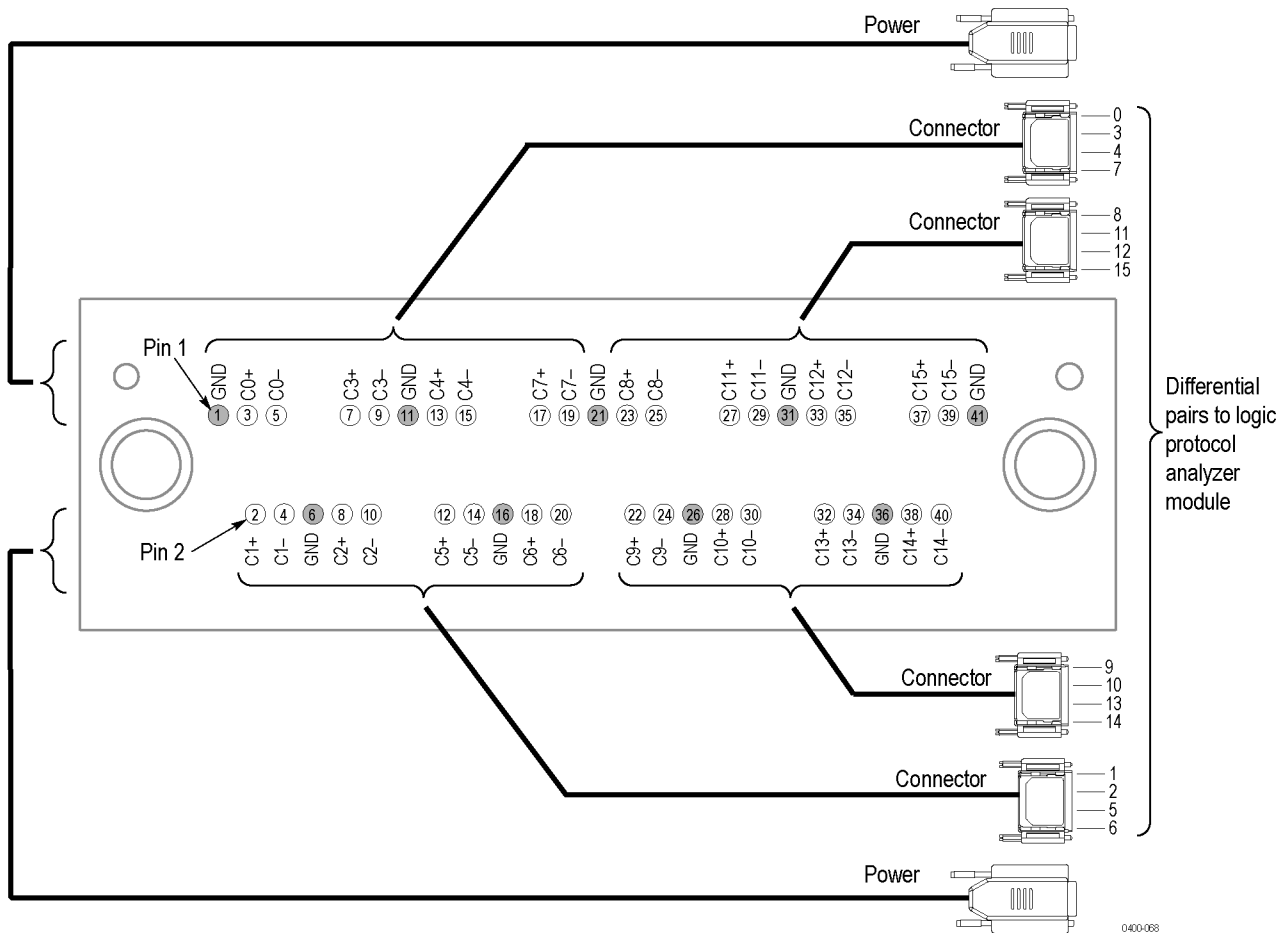 Power
Connector
0
3
4
7
Connector
8
11
12
15
Pin 1
GND C0+ C0– C3+ C3– GND C4+ C4– C7+ C7– GND C8+ C8– C11+ C11– GND C12+ C12– C15+ C15– GND
1 3 5 7 9 11 13 15 17 19 21 23 25 27 29 31 33 35 37 39 41
Differential
pairs to logic
protocol
analyzer
module
2 4 6 8 10 12 14 16 18 20 22 24 26 28 30 32 34 36 38 40
Pin 2
C1+ C1– GND C2+ C2– C5+ C5– GND C6+ C6– C9+ C9– GND C10+ C10– C13+ C13– GND C14+ C14–
Connector
9
10
13
14
Connector
1
2
5
6
Power
0400-068